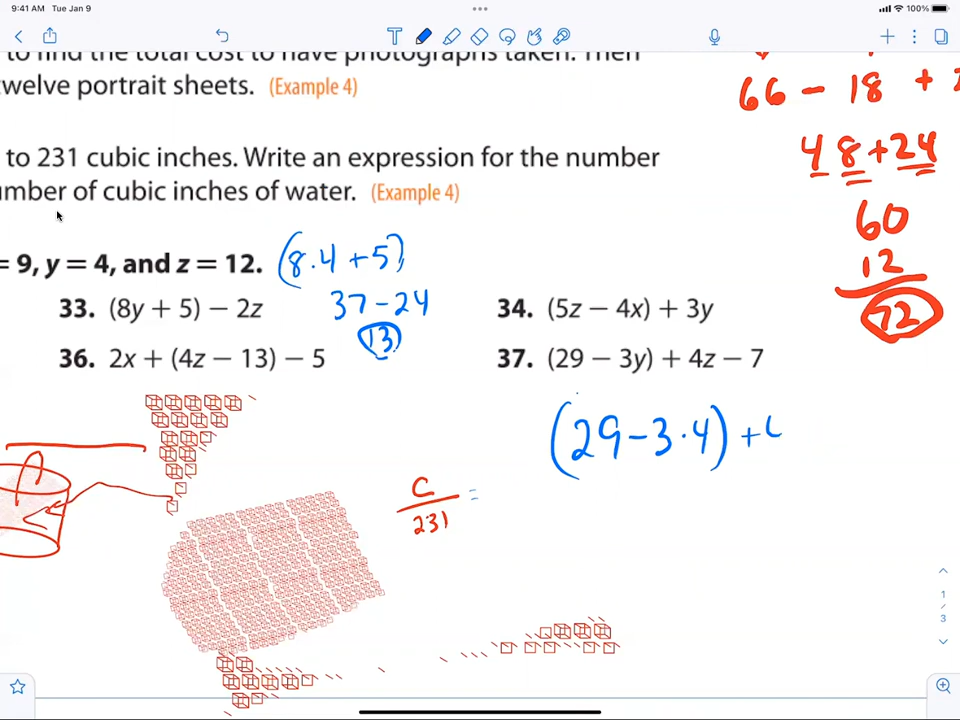 9:41 AM Tue Jan 9
100%
to find the total cost to have photographs taken. Then
welve portrait sheets. (Example 4)
66 - 18 +
to 231 cubic inches. Write an expression for the number
48+24
umber of cubic inches of water. (Example 4)
60
= 9, y = 4, and z = 12. (8·4 +5)
12
33. (8y + 5) − 2z
37-24
34. (5z − 4x) + 3y
72
13
36. 2x + (4z − 13) − 5
37. (29 − 3y) + 4z − 7
(29-3·4) +
C
231
=
1
/
3